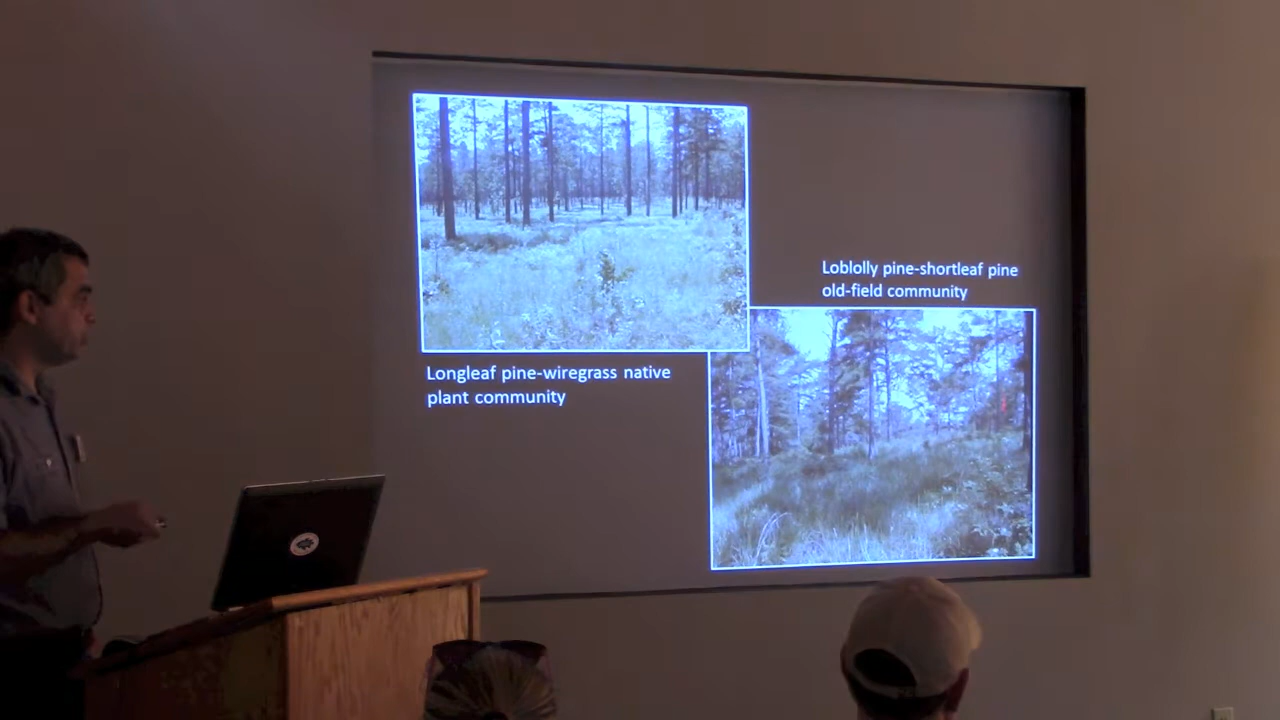 Loblolly pine-shortleaf pine
old-field community
Longleaf pine-wiregrass native
plant community